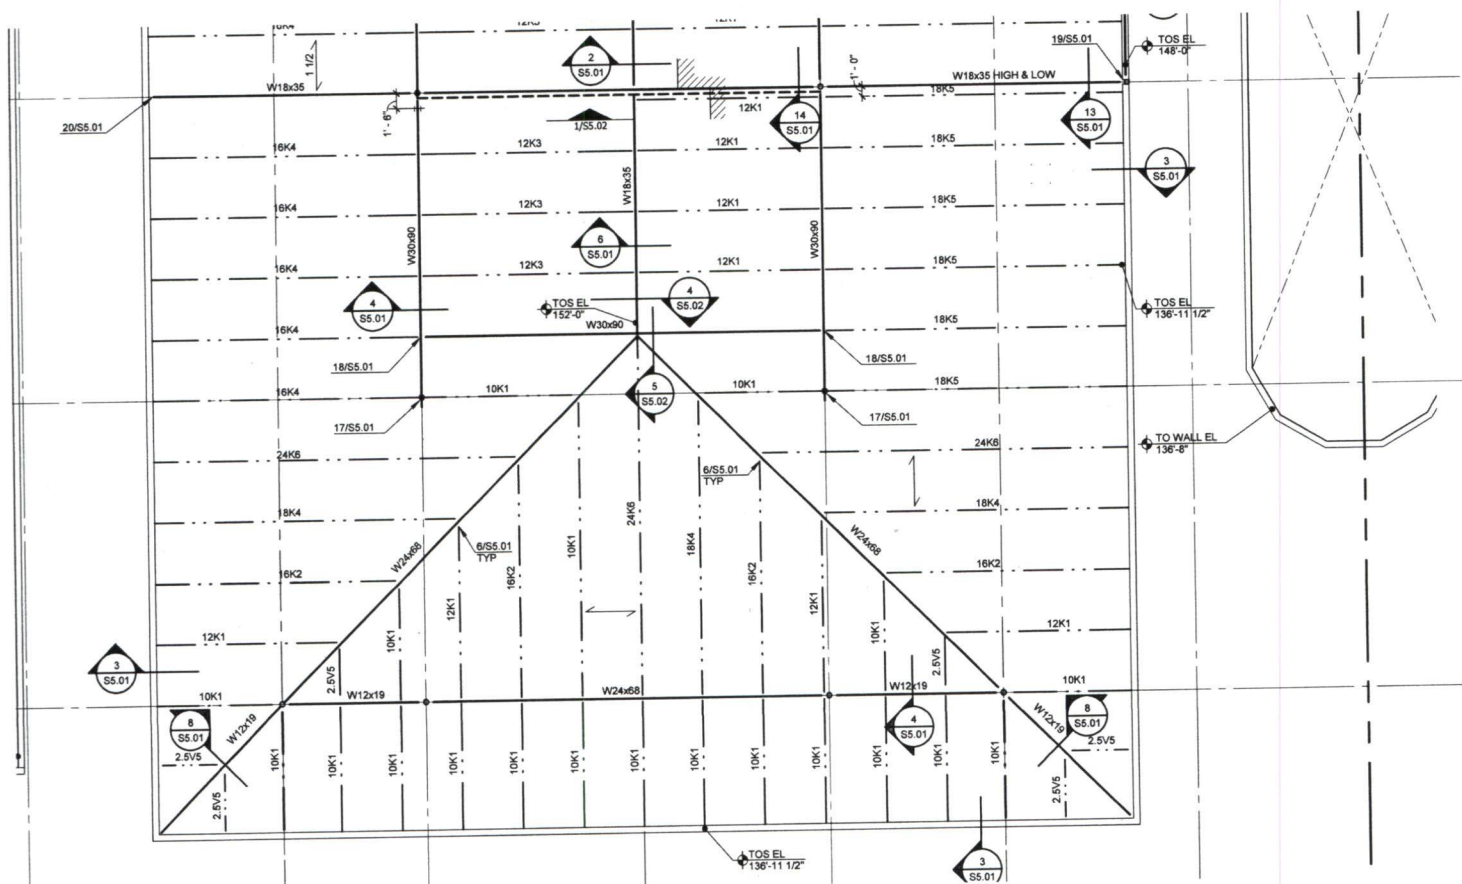 18K4
12K3
12K1
1 1/2
2
S5.01
19/S5.01
TOS EL
148'-0"
W18x35
1' - 0"
W18x35 HIGH & LOW
18K5
12K1
20/S5.01
1' - 6"
1/S5.02
14
S5.01
13
S5.01
16K4
12K3
12K1
18K5
3
S5.01
W18x35
16K4
12K3
12K1
18K5
W30x90
6
S5.01
W30x90
16K4
12K3
12K1
18K5
4
S5.01
TOS EL
152'-0"
4
S5.02
TOS EL
136'-11 1/2"
16K4
W30x90
18K5
18/S5.01
18/S5.01
16K4
10K1
5
S5.02
10K1
18K5
17/S5.01
17/S5.01
24K6
6/S5.01
TYP
24K6
TO WALL EL
136'-8"
18K4
24K6
18K4
W24x68
6/S5.01
TYP
10K1
18K4
W24x68
16K2
16K2
16K2
16K2
12K1
10K1
12K1
12K1
10K1
12K1
3
S5.01
2.5V5
2.5V5
10K1
W12x19
W24x68
W12x19
10K1
8
S5.01
W12x19
4
S5.01
W12x19
8
S5.01
2.5V5
10K1
10K1
10K1
10K1
10K1
10K1
10K1
10K1
10K1
10K1
10K1
10K1
10K1
2.5V5
2.5V5
2.5V5
TOS EL
136'-11 1/2"
3
S5.01